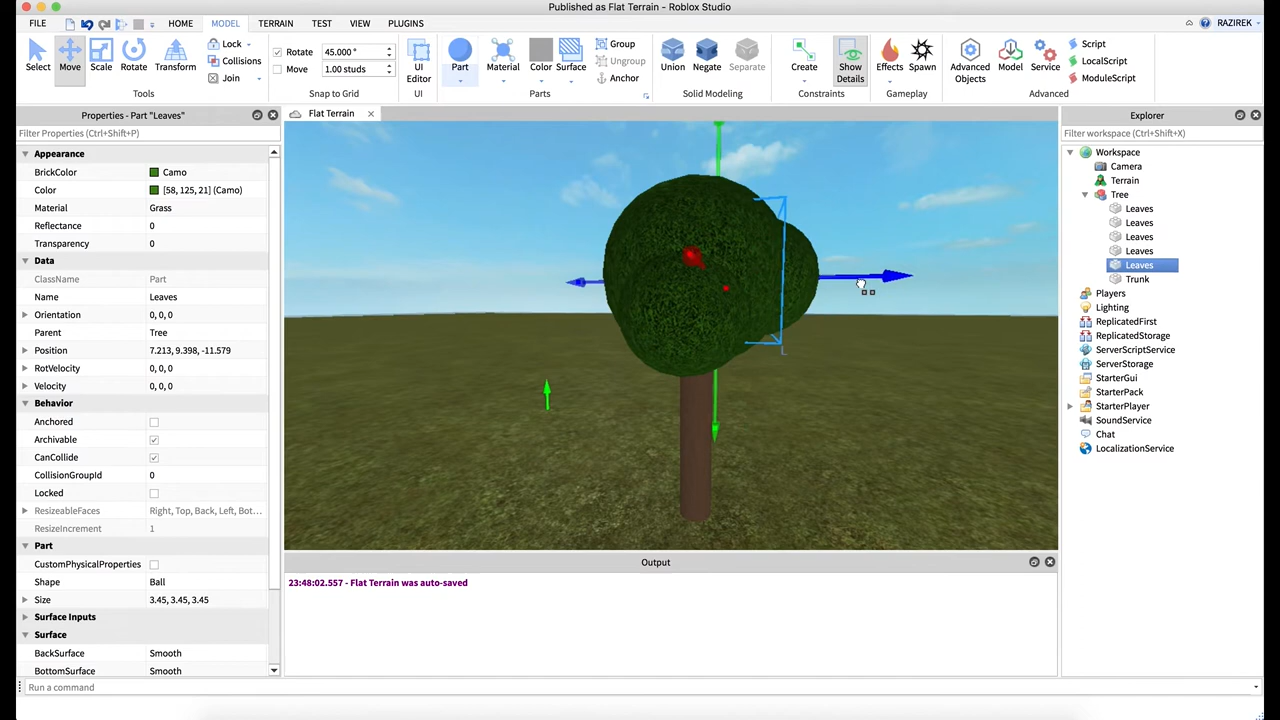 Published as Flat Terrain - Roblox Studio
FILE HOME MODEL TERRAIN TEST VIEW PLUGINS RAZIREK
Select Move Scale Rotate Transform
Lock
Collisions
Join
Tools
Rotate 45.000 °
Move 1.00 studs
Snap to Grid
UI Editor
UI
Part Material Color Surface
Group
Ungroup
Anchor
Parts
Union Negate Separate
Solid Modeling
Create Show Details
Constraints
Effects Spawn
Gameplay
Advanced Objects Model Service
Script
LocalScript
ModuleScript
Advanced
Properties - Part "Leaves"
Filter Properties (Ctrl+Shift+P)
Appearance
BrickColor Camo
Color [58, 125, 21] (Camo)
Material Grass
Reflectance 0
Transparency 0
Data
ClassName Part
Name Leaves
Orientation 0, 0, 0
Parent Tree
Position 7.213, 9.398, -11.579
RotVelocity 0, 0, 0
Velocity 0, 0, 0
Behavior
Anchored
Archivable
CanCollide
CollisionGroupId 0
Locked
ResizeableFaces Right, Top, Back, Left, Bot...
ResizeIncrement 1
Part
CustomPhysicalProperties
Shape Ball
Size 3.45, 3.45, 3.45
Surface Inputs
Surface
BackSurface Smooth
BottomSurface Smooth
Flat Terrain
L
Output
23:48:02.557 - Flat Terrain was auto-saved
Explorer
Filter workspace (Ctrl+Shift+X)
Workspace
Camera
Terrain
Tree
Leaves
Leaves
Leaves
Leaves
Leaves
Trunk
Players
Lighting
ReplicatedFirst
ReplicatedStorage
ServerScriptService
ServerStorage
StarterGui
StarterPack
StarterPlayer
SoundService
Chat
LocalizationService
Run a command